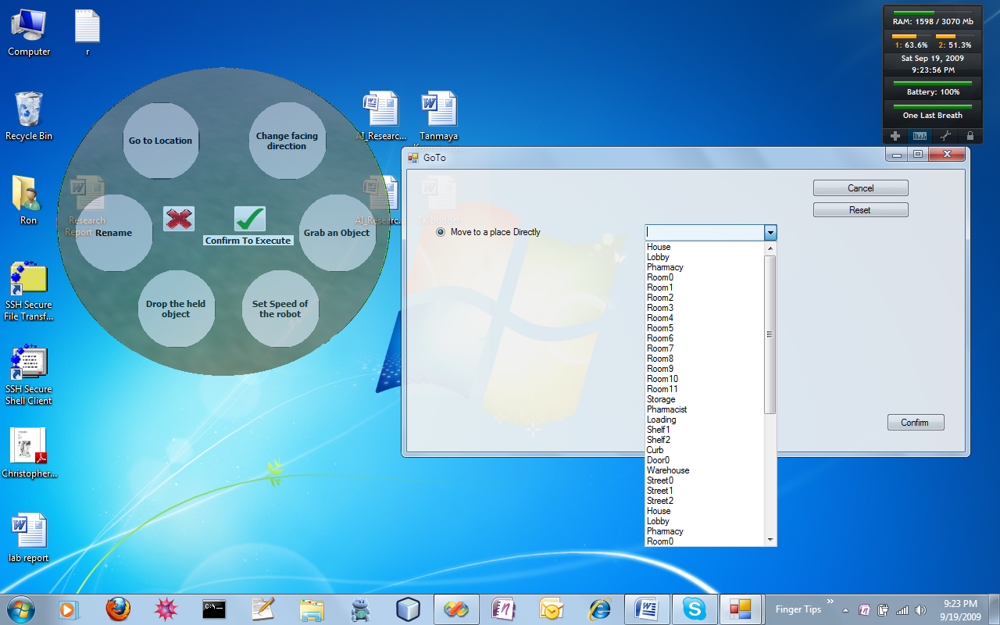 Computer
r
Recycle Bin
Ron
SSH Secure
File Transf...
SSH Secure
Shell Client
Christopher...
lab report
Research
Report
AI_Researc...
Tanmaya
AI_Researc...
Go to Location
Change facing
direction
Rename
Confirm To Execute
Grab an Object
Drop the held
object
Set Speed of
the robot
RAM: 1598 / 3070 Mb
1: 63.6% 2: 51.3%
Sat Sep 19, 2009
9:23:56 PM
Battery: 100%
One Last Breath
GoTo
Cancel
Reset
Move to a place Directly
House
Lobby
Pharmacy
Room0
Room1
Room2
Room3
Room4
Room5
Room6
Room7
Room8
Room9
Room10
Room11
Storage
Pharmacist
Loading
Shelf1
Shelf2
Curb
Door0
Warehouse
Street0
Street1
Street2
House
Lobby
Pharmacy
Room0
Confirm
C:\_
Finger Tips
9:23 PM
9/19/2009